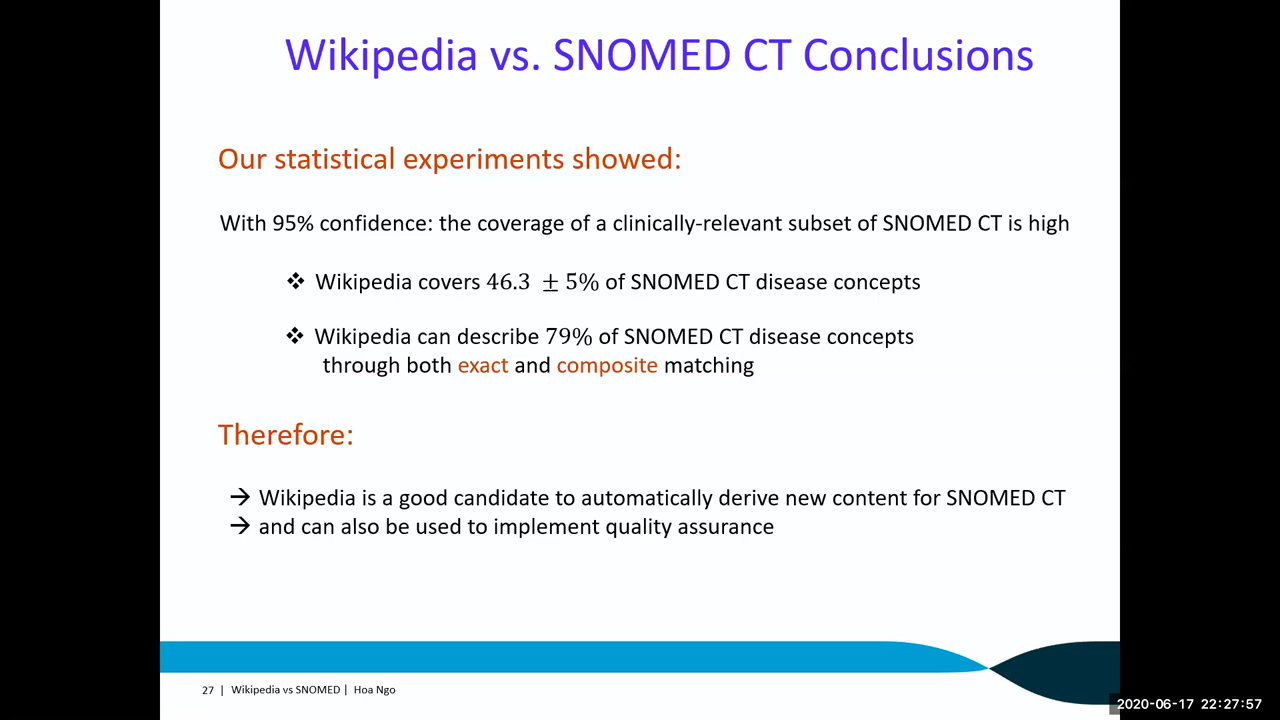 Wikipedia vs. SNOMED CT Conclusions
Our statistical experiments showed:
With 95% confidence: the coverage of a clinically-relevant subset of SNOMED CT is high
❖ Wikipedia covers 46.3 ± 5% of SNOMED CT disease concepts
❖ Wikipedia can describe 79% of SNOMED CT disease concepts
through both exact and composite matching
Therefore:
→ Wikipedia is a good candidate to automatically derive new content for SNOMED CT
→ and can also be used to implement quality assurance
27 | Wikipedia vs SNOMED | Hoa Ngo
2020-06-17 22:27:57